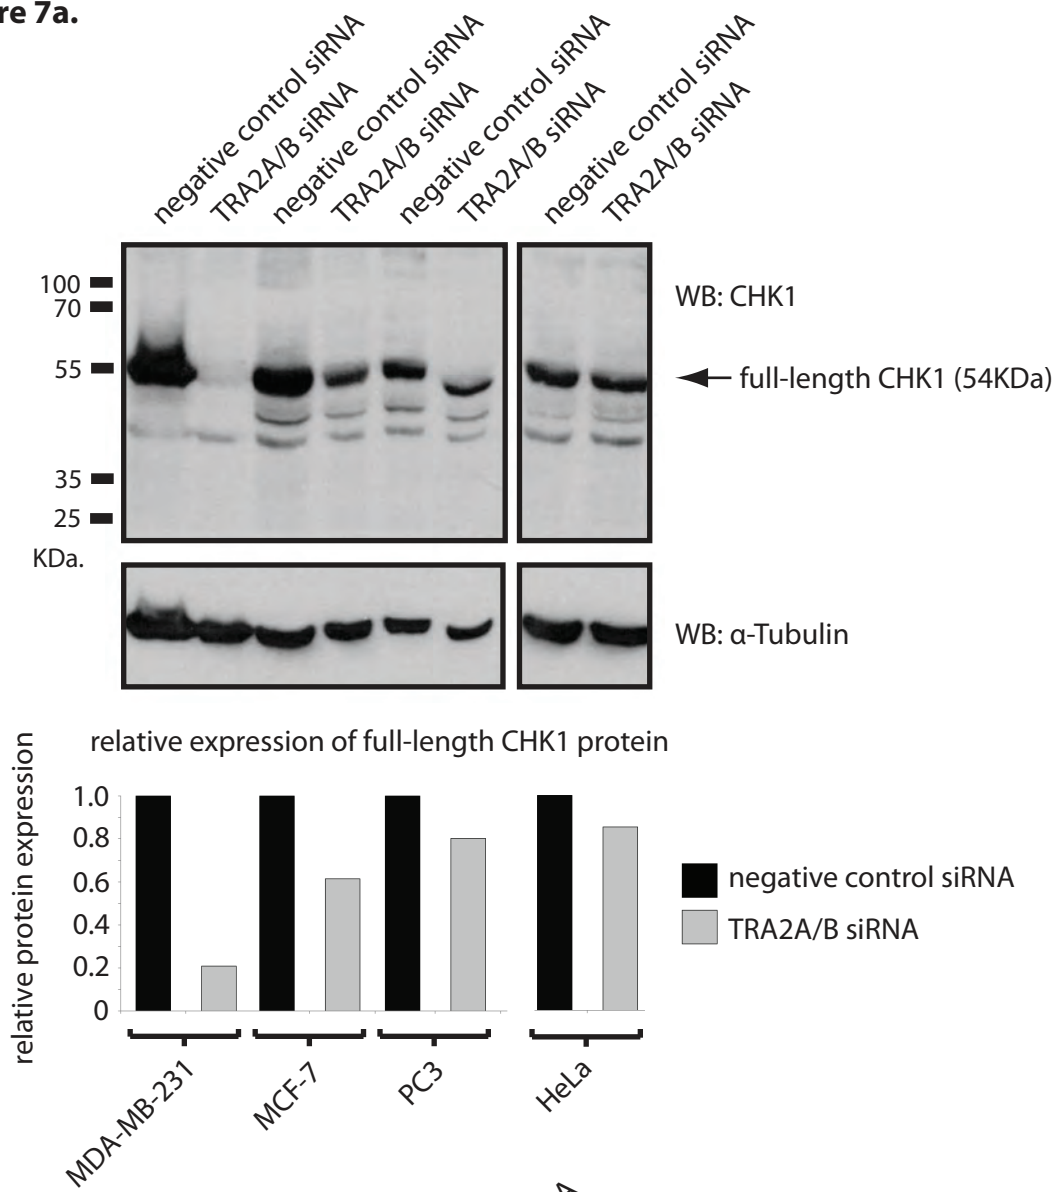 re 7a.
negative control siRNA
TRA2A/B siRNA
negative control siRNA
TRA2A/B siRNA
negative control siRNA
TRA2A/B siRNA
negative control siRNA
TRA2A/B siRNA
100
70
55
35
25
KDa.
WB: CHK1
full-length CHK1 (54KDa)
WB: α-Tubulin
relative expression of full-length CHK1 protein
relative protein expression
1.0
0.8
0.6
0.4
0.2
0
negative control siRNA
TRA2A/B siRNA
MDA-MB-231
MCF-7
PC3
HeLa